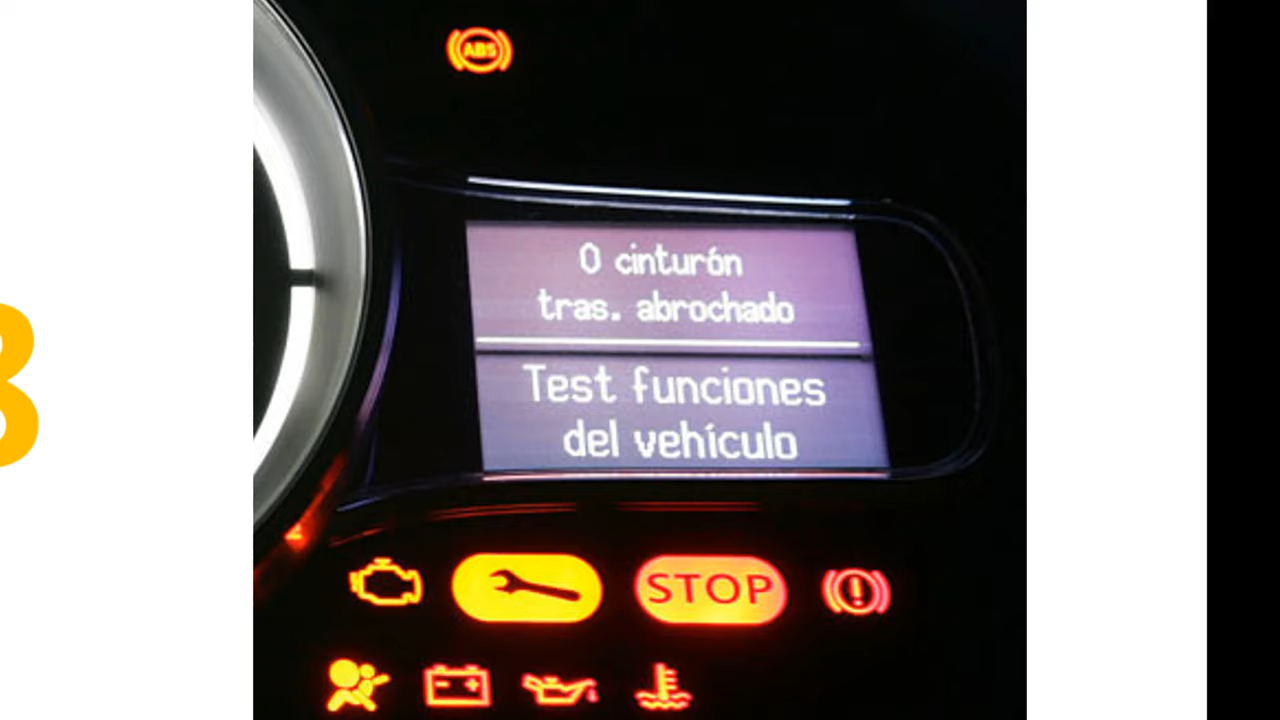 ABS
0 cinturón
tras. abrochado
Test funciones
del vehículo
STOP